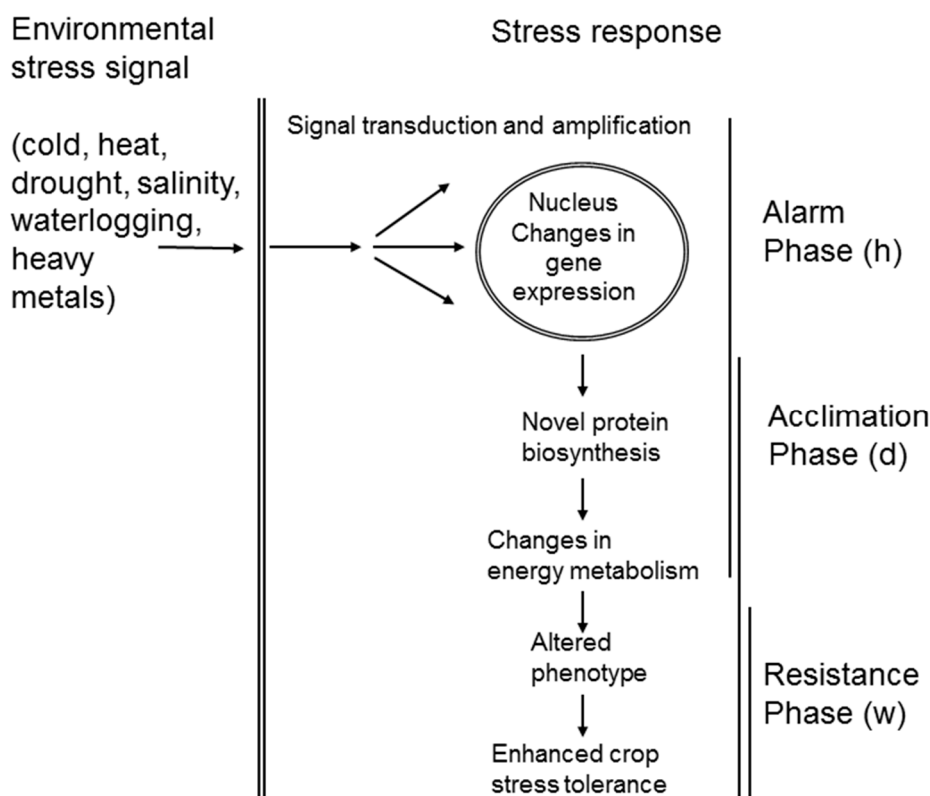 Environmental
stress signal
(cold, heat,
drought, salinity,
waterlogging,
heavy
metals)
Stress response
Signal transduction and amplification
Nucleus
Changes in
gene
expression
Novel protein
biosynthesis
Changes in
energy metabolism
Altered
phenotype
Enhanced crop
stress tolerance
Alarm
Phase (h)
Acclimation
Phase (d)
Resistance
Phase (w)